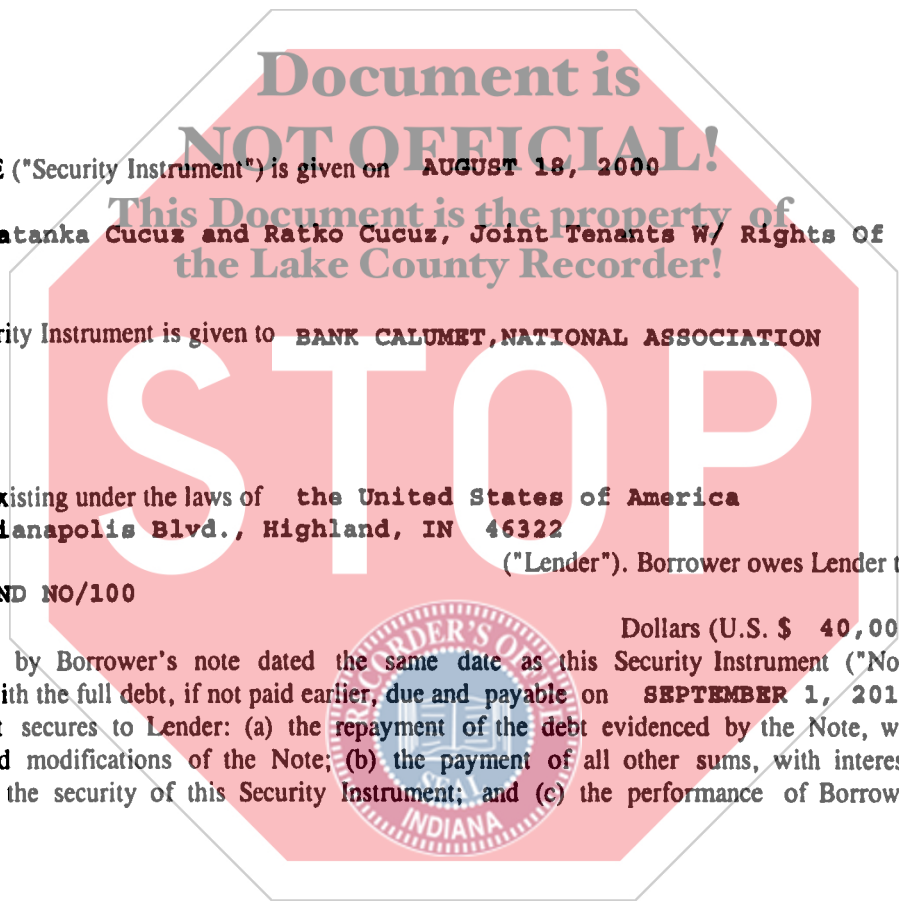 Document is
NOT OFFICIAL!
("Security Instrument") is given on AUGUST 18, 2000
This Document is the property of
atanka Cucuz and Ratko Cucuz, Joint Tenants W/ Rights Of
the Lake County Recorder!
rity Instrument is given to BANK CALUMET,NATIONAL ASSOCIATION
STOP
xisting under the laws of the United States of America
ianapolis Blvd., Highland, IN 46322
("Lender"). Borrower owes Lender t
ND NO/100
Dollars (U.S. $ 40,00
by Borrower's note dated the same date as this Security Instrument ("No
ith the full debt, if not paid earlier, due and payable on SEPTEMBER 1, 201
t secures to Lender: (a) the repayment of the debt evidenced by the Note, w
d modifications of the Note; (b) the payment of all other sums, with interes
the security of this Security Instrument; and (c) the performance of Borrow
RECORDER'S OF
SEAL
INDIANA